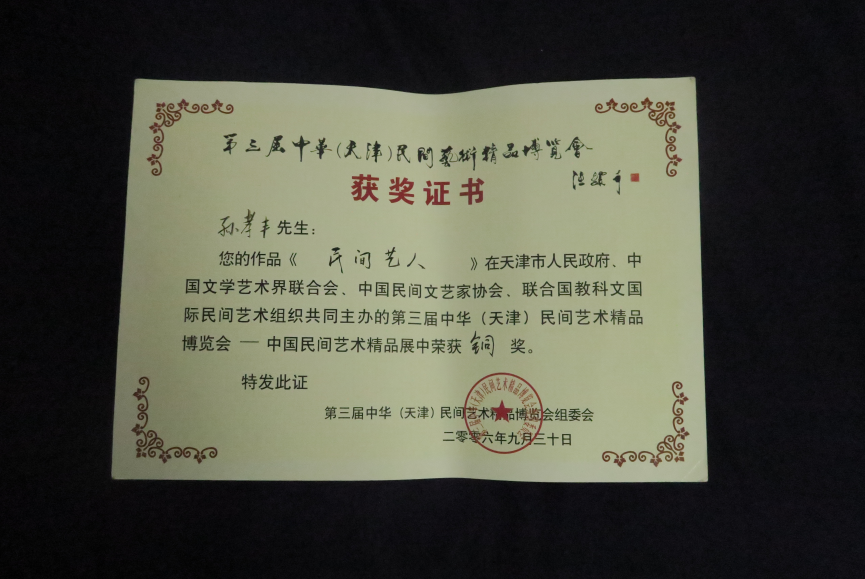 第三届中华(天津)民间藝術精品博览會
获奖证书
孙孝丰先生：
您的作品《 民间艺人 》在天津市人民政府、中
国文学艺术界联合会、中国民间文艺家协会、联合国教科文国
际民间艺术组织共同主办的第三届中华（天津）民间艺术精品
博览会 — 中国民间艺术精品展中荣获 铜 奖。
特发此证
第三届中华（天津）民间艺术精品博览会组委会
二零零六年九月三十日